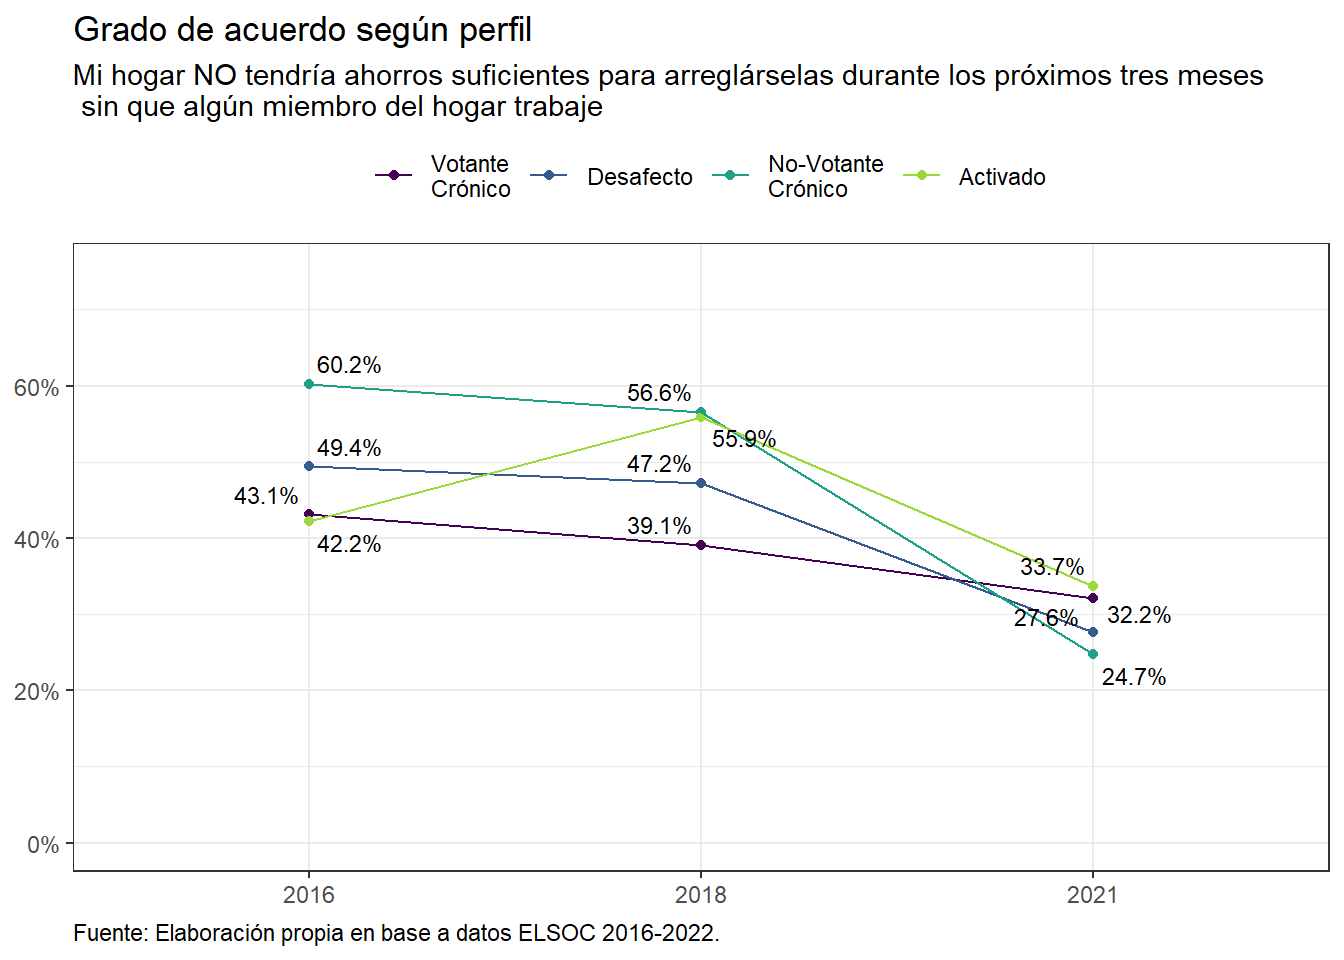 Grado de acuerdo según perfil
Mi hogar NO tendría ahorros suficientes para arreglárselas durante los próximos tres meses
sin que algún miembro del hogar trabaje
Votante
Crónico
Desafecto
No-Votante
Crónico
Activado
60.2%
56.6%
55.9%
49.4%
47.2%
43.1%
42.2%
39.1%
33.7%
32.2%
27.6%
24.7%
60%
40%
20%
0%
2016
2018
2021
Fuente: Elaboración propia en base a datos ELSOC 2016-2022.